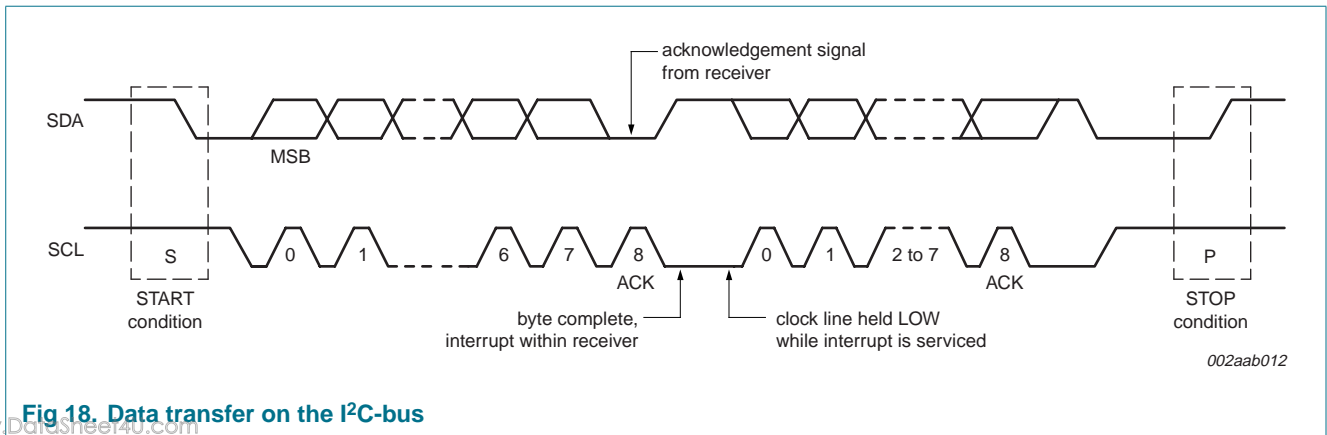 acknowledgement signal
from receiver
SDA
MSB
SCL
S
0
1
6
7
8
0
1
2 to 7
8
P
ACK
ACK
START
condition
byte complete,
interrupt within receiver
clock line held LOW
while interrupt is serviced
STOP
condition
002aab012
Fig 18. Data transfer on the I²C-bus
.DataSheet4U.com